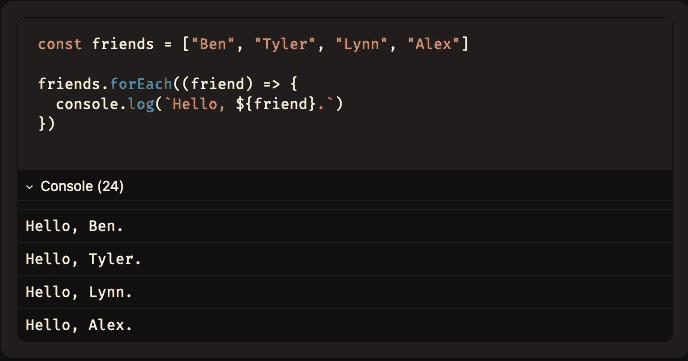 const friends = ["Ben", "Tyler", "Lynn", "Alex"]
friends.forEach((friend) => {
  console.log(`Hello, ${friend}.`)
})
Console (24)
Hello, Ben.
Hello, Tyler.
Hello, Lynn.
Hello, Alex.